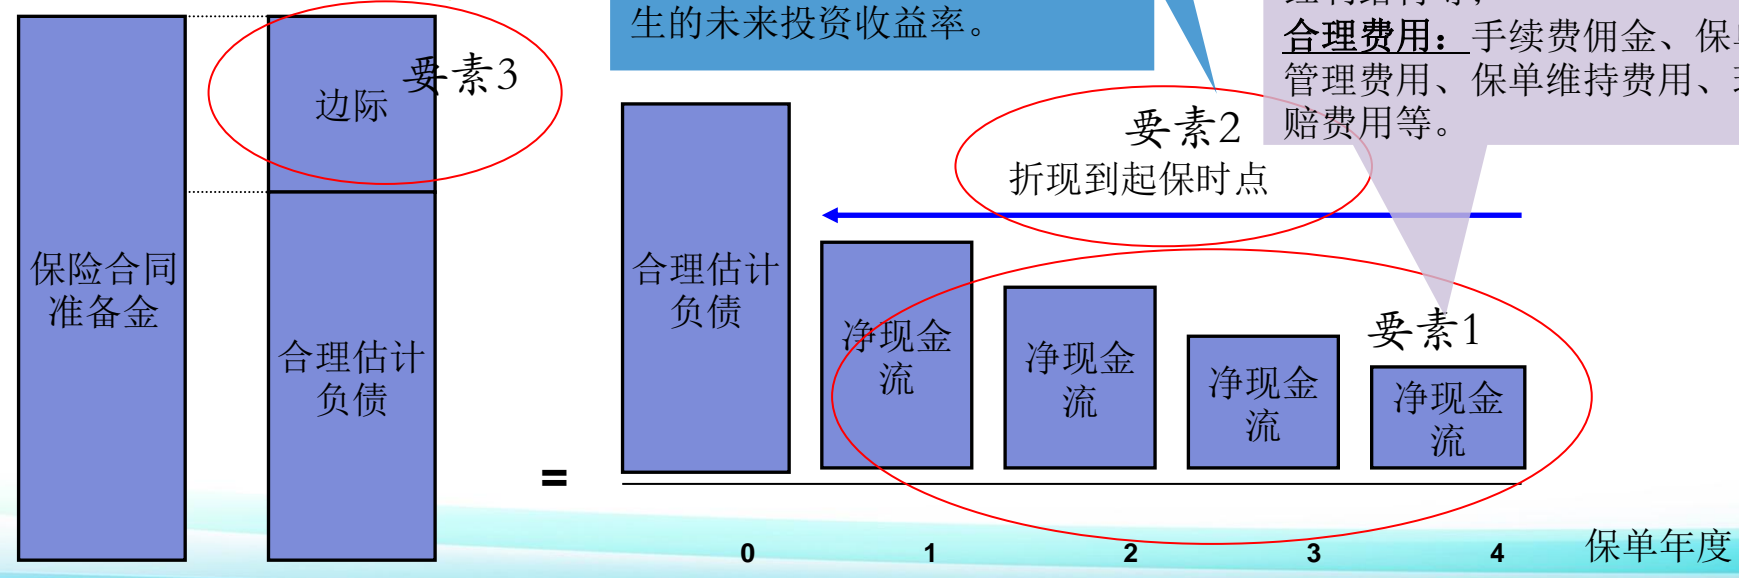 生的未来投资收益率。
合理费用：手续费佣金、保单
管理费用、保单维持费用、理
赔费用等。
要素3
边际
要素2
折现到起保时点
保险合同
准备金
合理估计
负债
合理估计
负债
净现金
流
净现金
流
净现金
流
净现金
流
要素1
=
0
1
2
3
4
保单年度